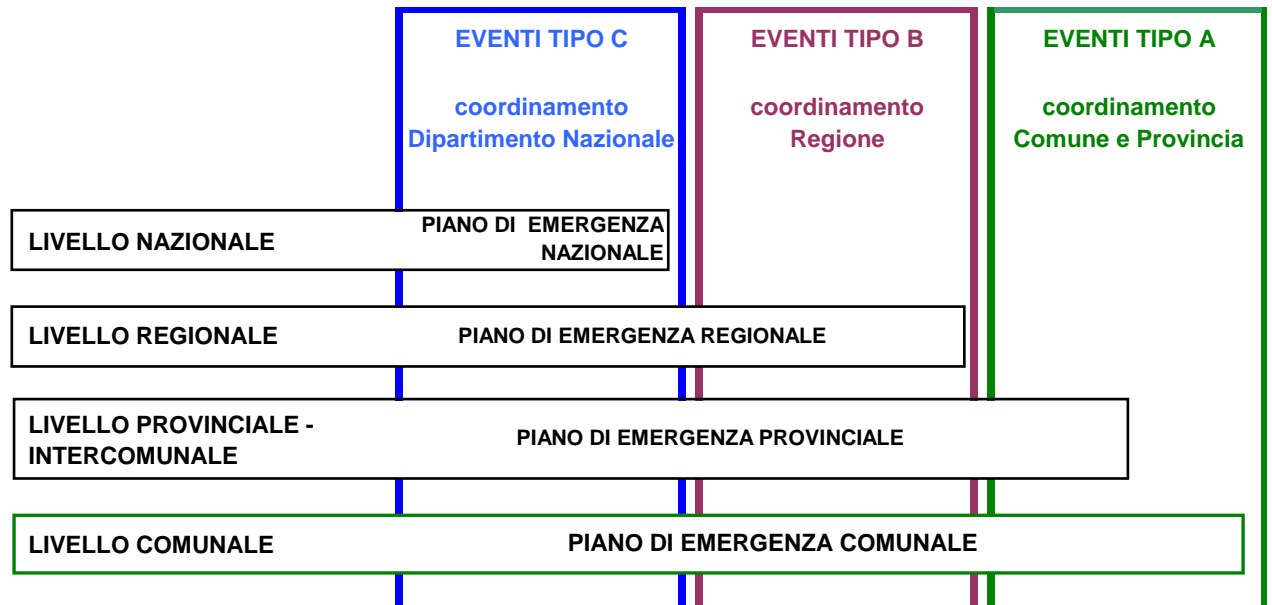 EVENTI TIPO C
coordinamento
Dipartimento Nazionale
EVENTI TIPO B
coordinamento
Regione
EVENTI TIPO A
coordinamento
Comune e Provincia
LIVELLO NAZIONALE
PIANO DI EMERGENZA
NAZIONALE
LIVELLO REGIONALE
PIANO DI EMERGENZA REGIONALE
LIVELLO PROVINCIALE -
INTERCOMUNALE
PIANO DI EMERGENZA PROVINCIALE
LIVELLO COMUNALE
PIANO DI EMERGENZA COMUNALE